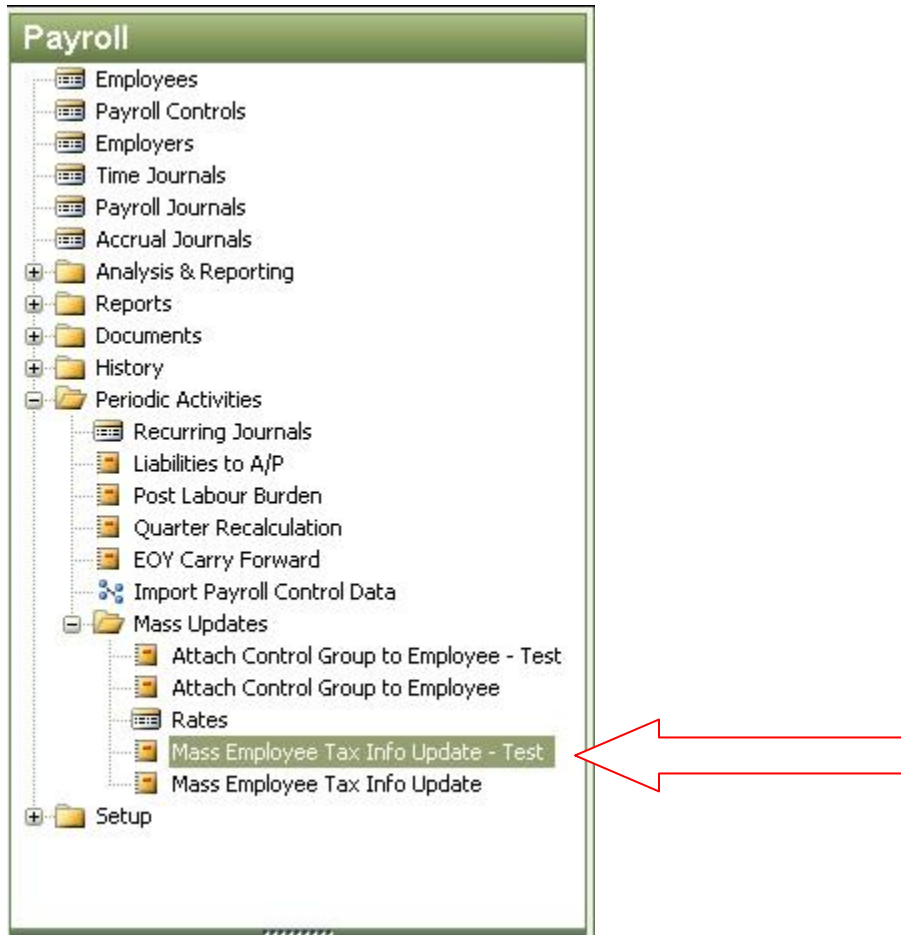 Payroll
Employees
Payroll Controls
Employers
Time Journals
Payroll Journals
Accrual Journals
Analysis & Reporting
Reports
Documents
History
Periodic Activities
Recurring Journals
Liabilities to A/P
Post Labour Burden
Quarter Recalculation
EOY Carry Forward
Import Payroll Control Data
Mass Updates
Attach Control Group to Employee - Test
Attach Control Group to Employee
Rates
Mass Employee Tax Info Update - Test
Mass Employee Tax Info Update
Setup